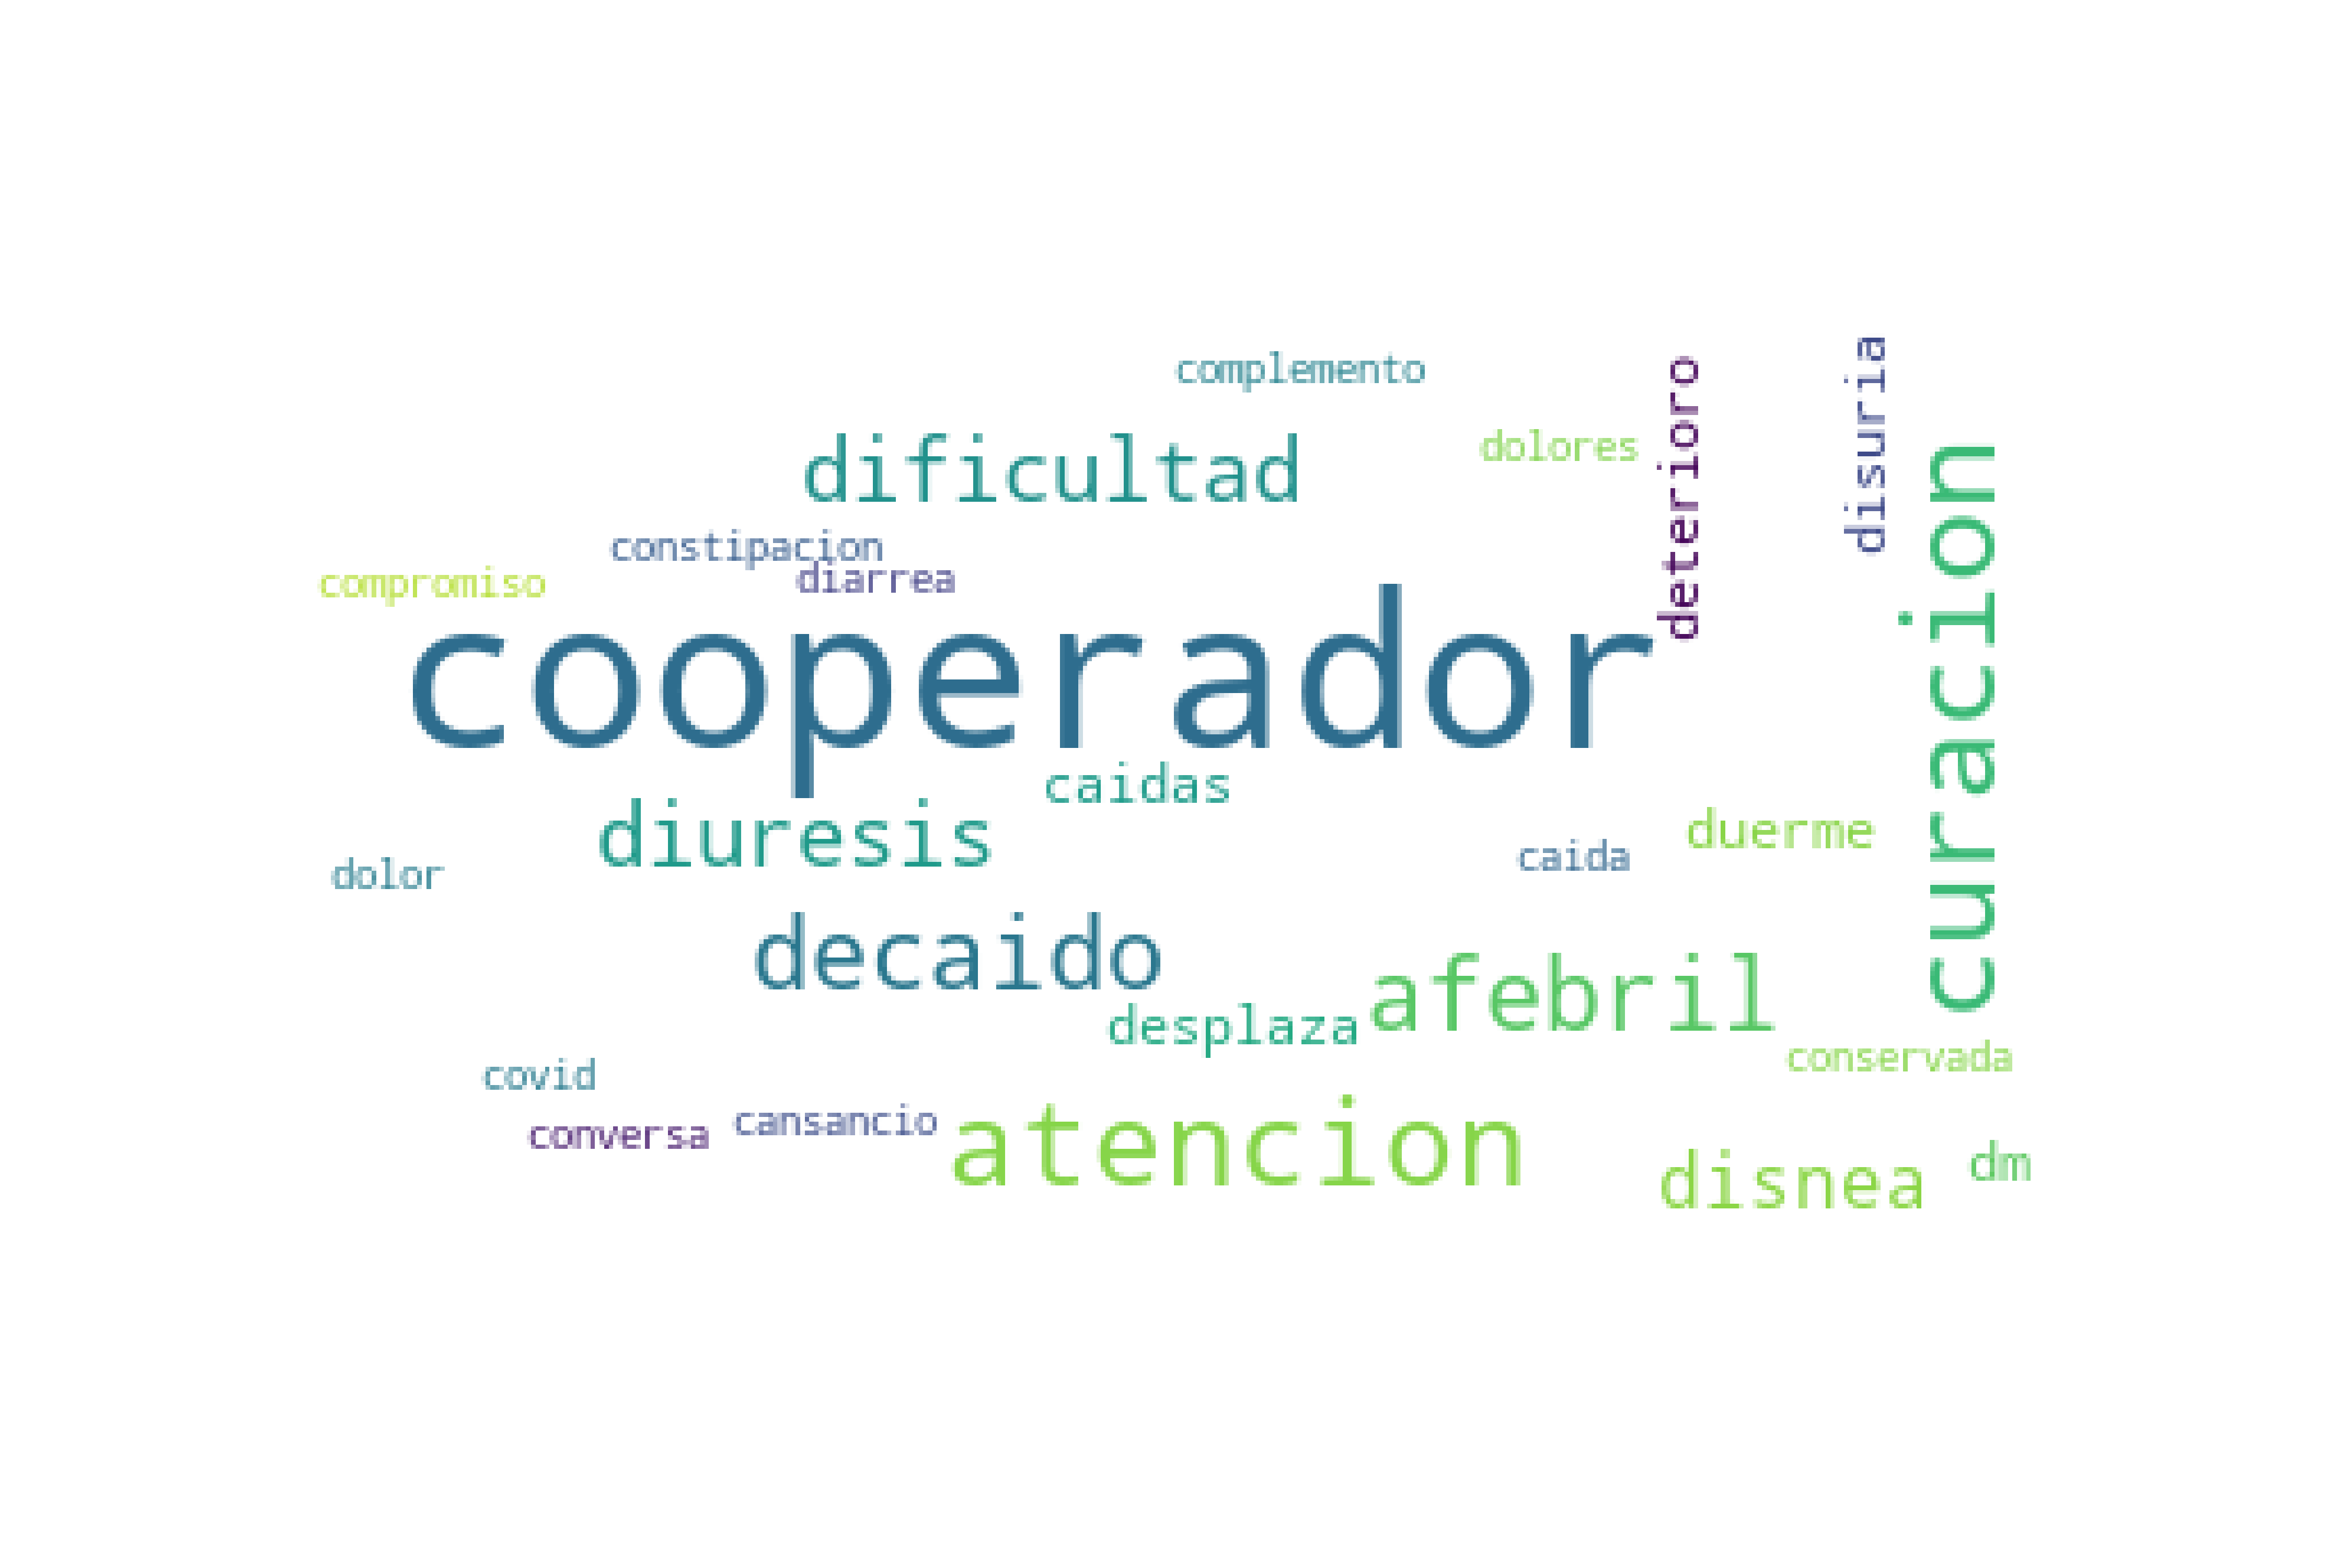 complemento
dificultad
dolores
deterioro
disuria
curacion
constipacion
diarrea
compromiso
cooperador
caidas
diuresis
duerme
caida
dolor
decaido
afebril
desplaza
conservada
covid
conversa
cansancio
atencion
disnea
dm